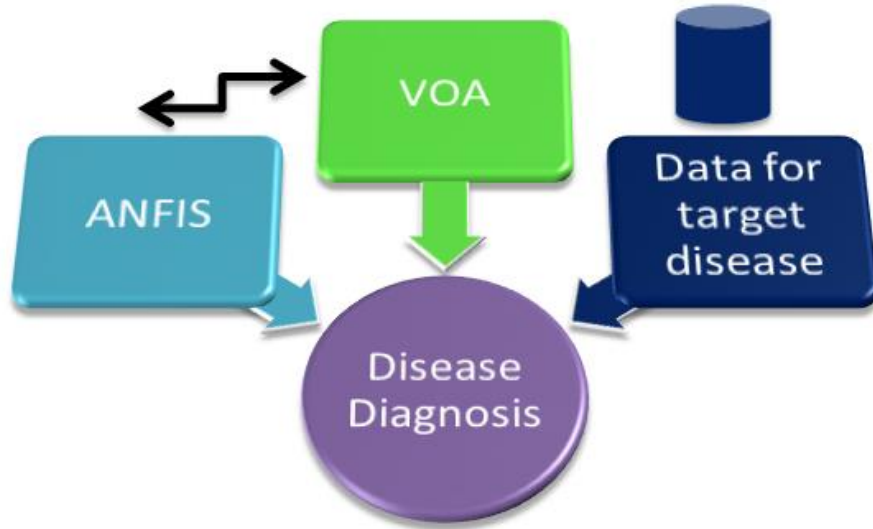 VOA
ANFIS
Data for
target
disease
Disease
Diagnosis